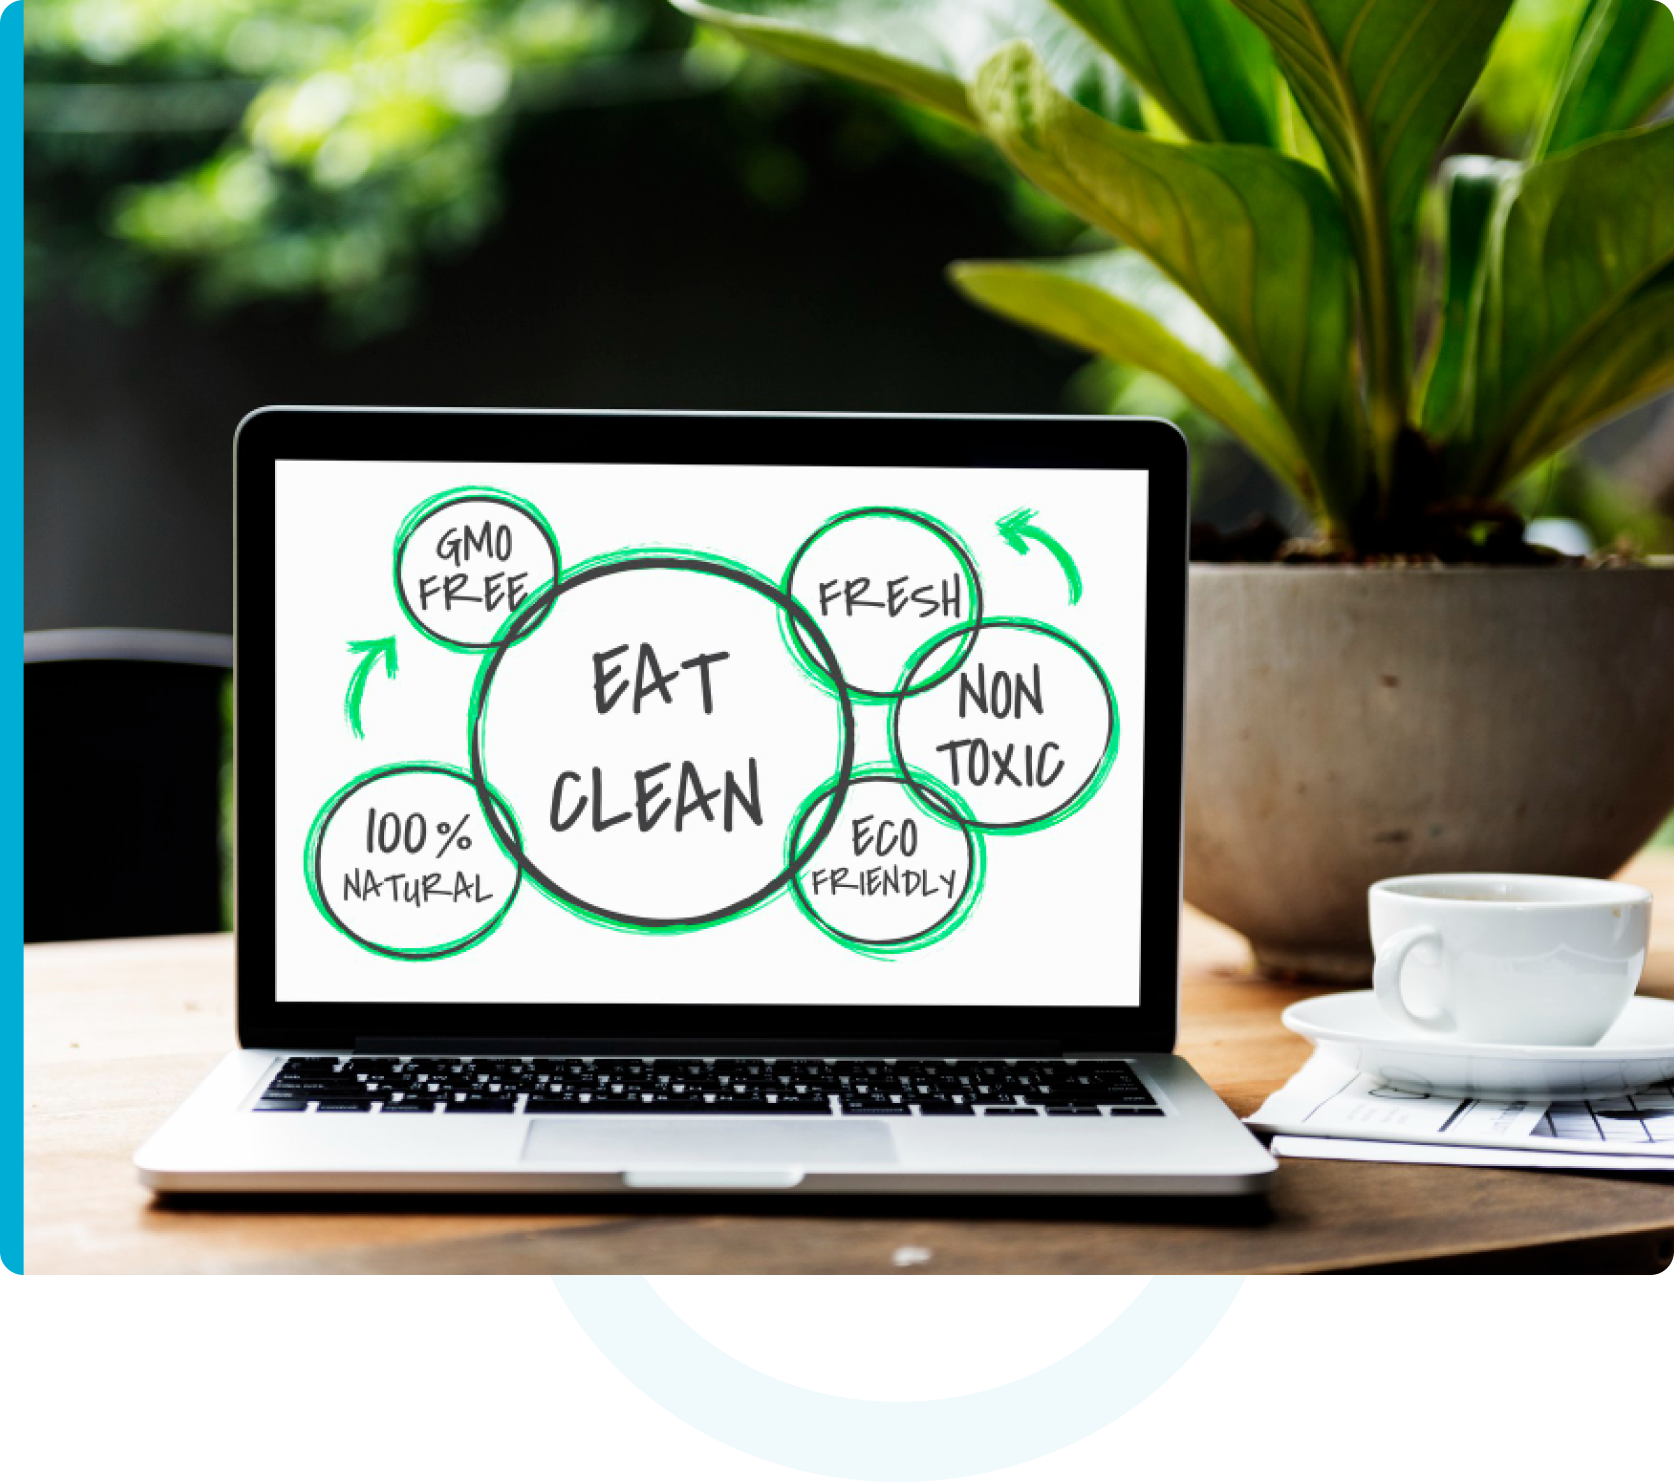 GMO
FREE
FRESH
EAT
CLEAN
NON
TOXIC
100%
NATURAL
ECO
FRIENDLY